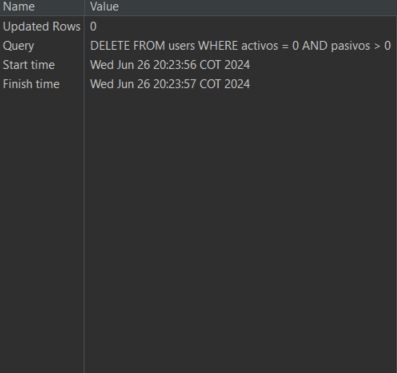 Name Value
Updated Rows 0
Query DELETE FROM users WHERE activos = 0 AND pasivos > 0
Start time Wed Jun 26 20:23:56 COT 2024
Finish time Wed Jun 26 20:23:57 COT 2024